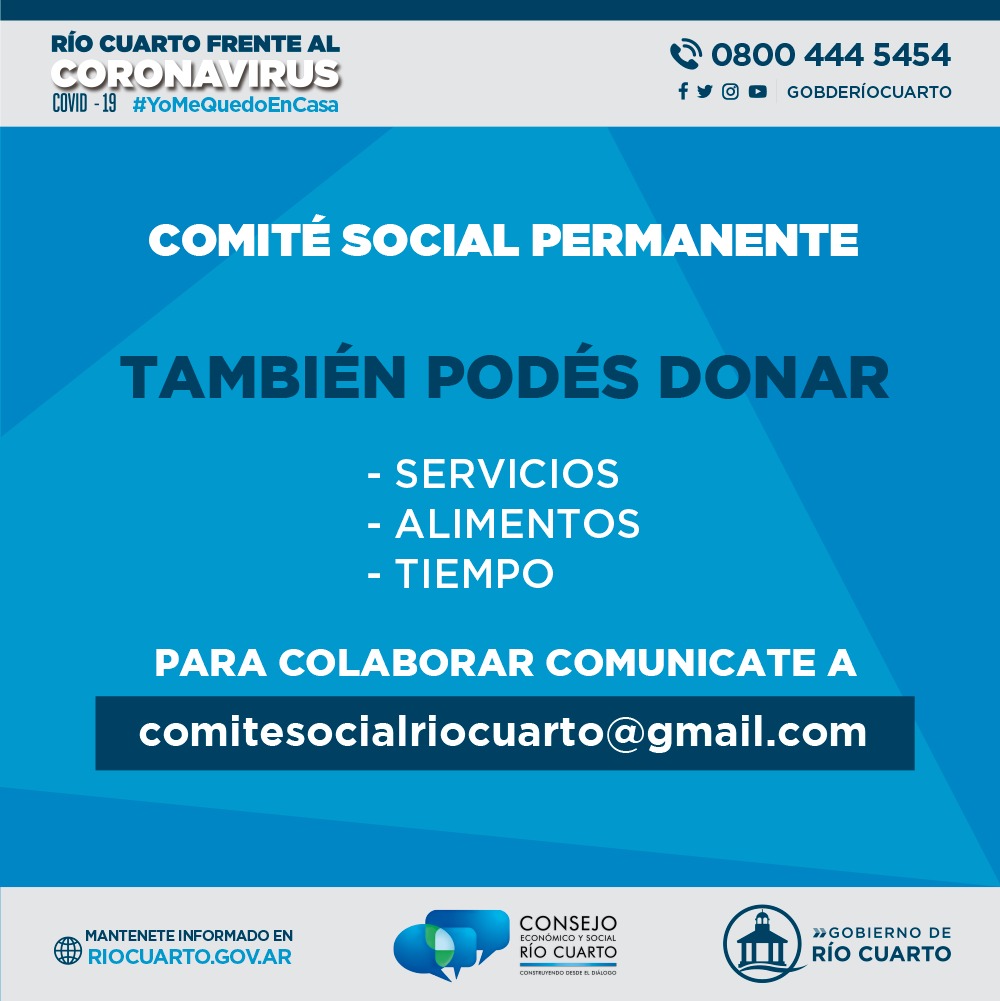 RÍO CUARTO FRENTE AL
CORONAVIRUS
COVID - 19 #YoMeQuedoEnCasa
0800 444 5454
GOBDERÍOCUARTO
COMITÉ SOCIAL PERMANENTE
TAMBIÉN PODÉS DONAR
- SERVICIOS
- ALIMENTOS
- TIEMPO
PARA COLABORAR COMUNICATE A
comitesocialriocuarto@gmail.com
MANTENETE INFORMADO EN
RIOCUARTO.GOV.AR
CONSEJO
ECONÓMICO Y SOCIAL
RÍO CUARTO
CONSTRUYENDO DESDE EL DIÁLOGO
»GOBIERNO DE
RÍO CUARTO